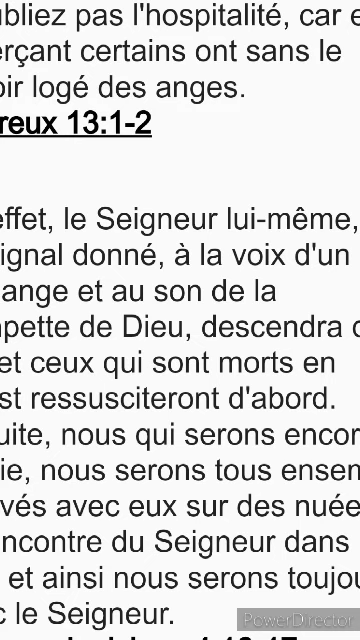 ubliez pas l'hospitalité, car e
erçant certains ont sans le
oir logé des anges.
reux 13:1-2
effet, le Seigneur lui-même,
ignal donné, à la voix d'un
ange et au son de la
pette de Dieu, descendra
et ceux qui sont morts en
st ressusciteront d'abord.
uite, nous qui serons encor
ie, nous serons tous ensem
vés avec eux sur des nuée
ncontre du Seigneur dans
et ainsi nous serons toujou
c le Seigneur.
PowerDirector